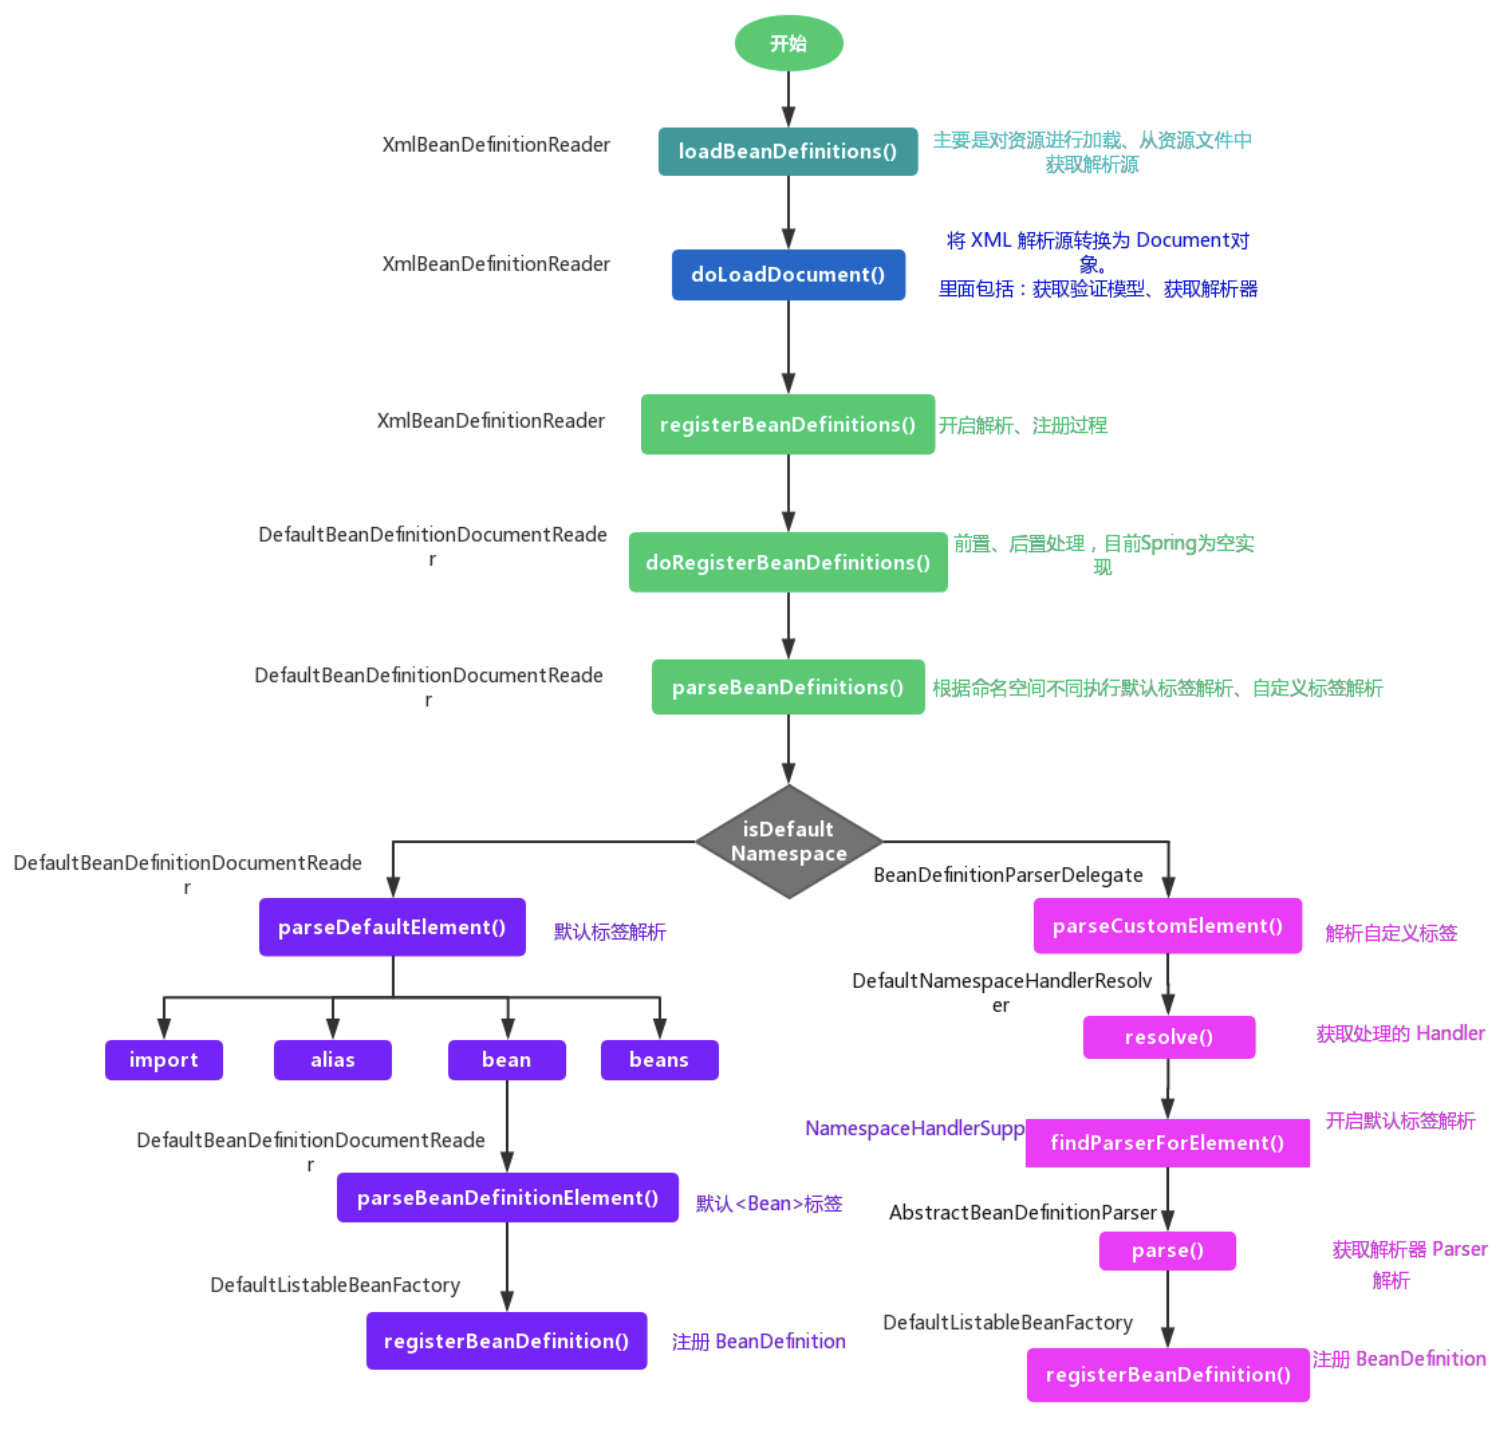 开始
XmlBeanDefinitionReader
loadBeanDefinitions()
主要是对资源进行加载、从资源文件中
获取解析源
XmlBeanDefinitionReader
doLoadDocument()
将 XML 解析源转换为 Document对
象。
里面包括：获取验证模型、获取解析器
XmlBeanDefinitionReader
registerBeanDefinitions()
开启解析、注册过程
DefaultBeanDefinitionDocumentReade
r
doRegisterBeanDefinitions()
前置、后置处理，目前Spring为空实
现
DefaultBeanDefinitionDocumentReade
r
parseBeanDefinitions()
根据命名空间不同执行默认标签解析、自定义标签解析
isDefault
Namespace
DefaultBeanDefinitionDocumentReade
r
parseDefaultElement()
默认标签解析
import
alias
bean
beans
DefaultBeanDefinitionDocumentReade
r
parseBeanDefinitionElement()
默认<Bean>标签
DefaultListableBeanFactory
registerBeanDefinition()
注册 BeanDefinition
BeanDefinitionParserDelegate
parseCustomElement()
解析自定义标签
DefaultNamespaceHandlerResolv
er
resolve()
获取处理的 Handler
NamespaceHandlerSupp
findParserForElement()
开启默认标签解析
AbstractBeanDefinitionParser
parse()
获取解析器 Parser
解析
DefaultListableBeanFactory
registerBeanDefinition()
注册 BeanDefinition